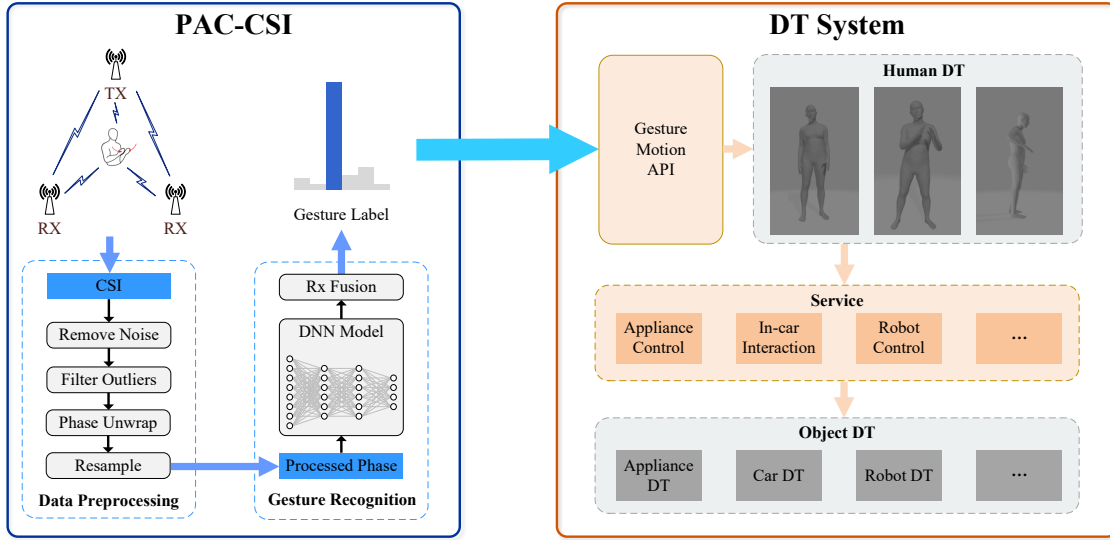 PAC-CSI
TX
RX
RX
Gesture Label
CSI
Remove Noise
Filter Outliers
Phase Unwrap
Resample
Data Preprocessing
Rx Fusion
DNN Model
Processed Phase
Gesture Recognition
DT System
Gesture
Motion
API
Human DT
Service
Appliance
Control
In-car
Interaction
Robot
Control
...
Object DT
Appliance
DT
Car DT
Robot DT
...